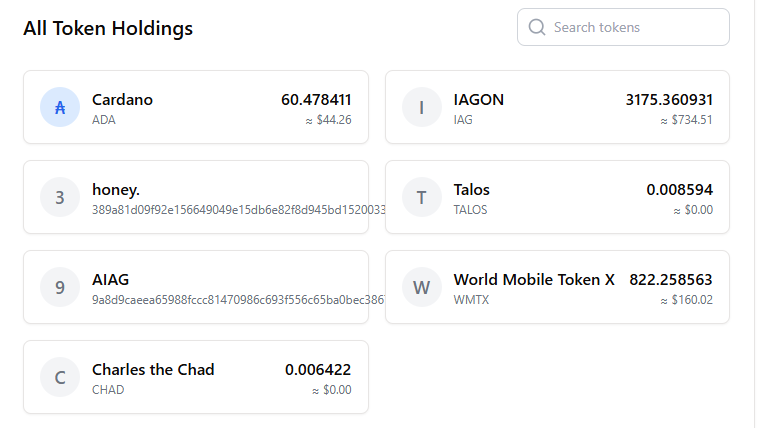 All Token Holdings
Search tokens
₳
Cardano
60.478411
ADA
≈ $44.26
I
IAGON
3175.360931
IAG
≈ $734.51
3
honey.
389a81d09f92e156649049e15db6e82f8d945bd1520033
T
Talos
0.008594
TALOS
≈ $0.00
9
AIAG
9a8d9caeea65988fccc81470986c693f556c65ba0bec386
W
World Mobile Token X
822.258563
WMTX
≈ $160.02
C
Charles the Chad
0.006422
CHAD
≈ $0.00